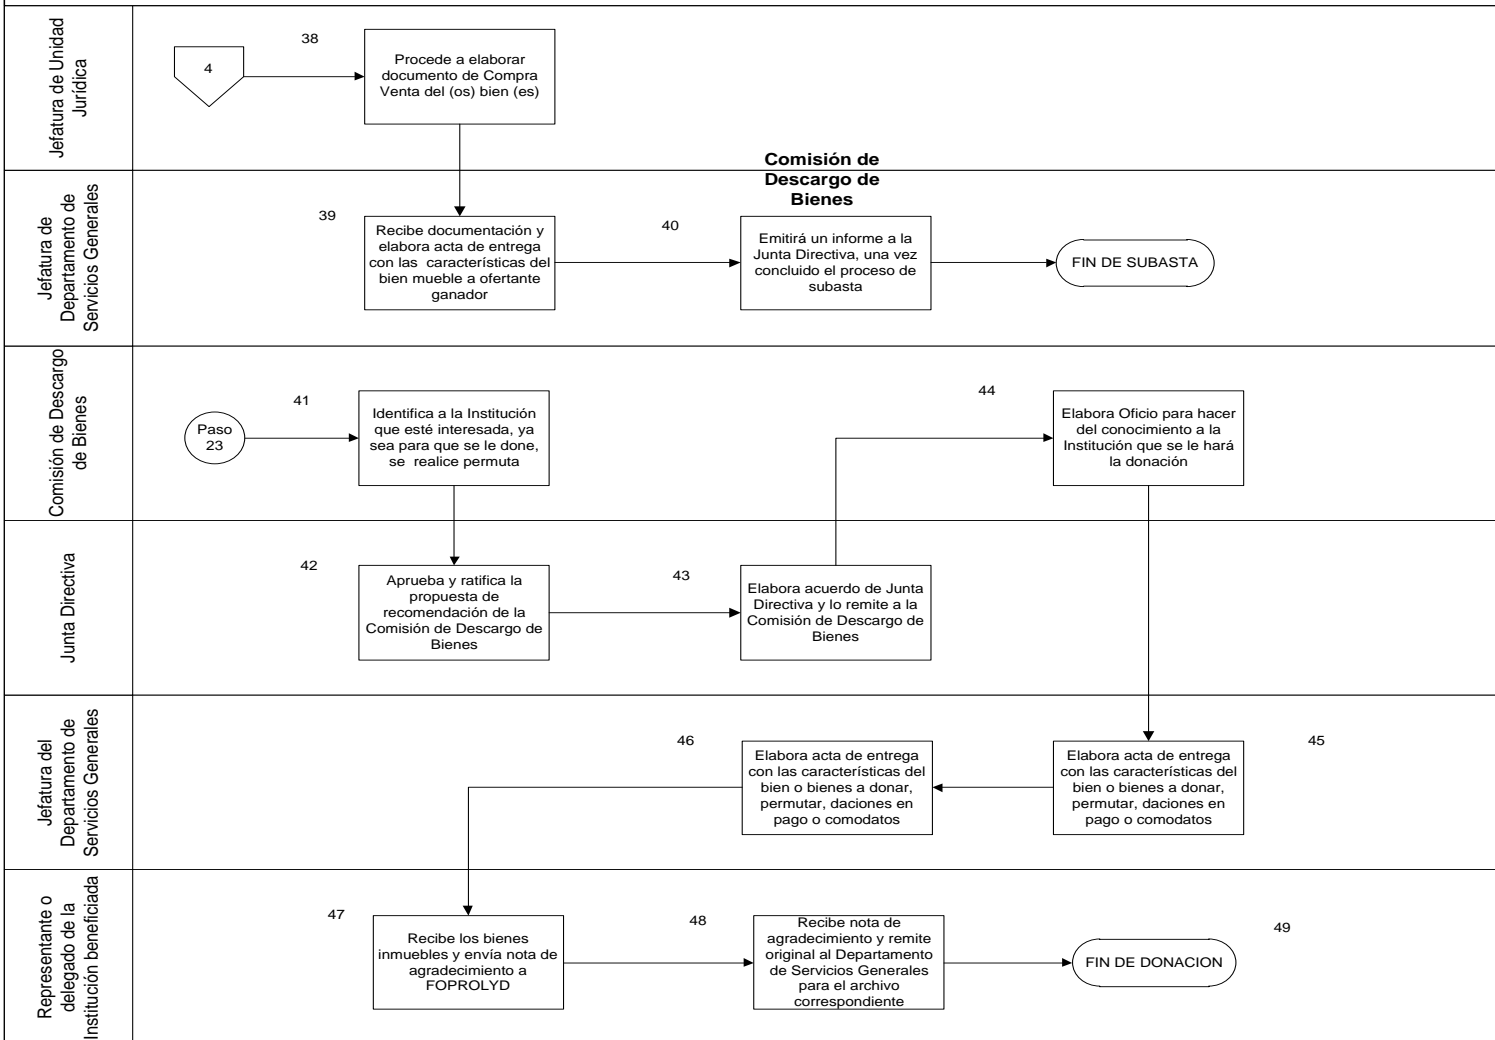 Jefatura de Unidad
Jurídica
4
38
Procede a elaborar
documento de Compra
Venta del (os) bien (es)
Jefatura de
Departamento de
Servicios Generales
39
Recibe documentación y
elabora acta de entrega
con las características del
bien mueble a ofertante
ganador
40
Comisión de
Descargo de
Bienes
Emitirá un informe a la
Junta Directiva, una vez
concluido el proceso de
subasta
FIN DE SUBASTA
Comisión de Descargo
de Bienes
Paso
23
41
Identifica a la Institución
que esté interesada, ya
sea para que se le done,
se realice permuta
44
Elabora Oficio para hacer
del conocimiento a la
Institución que se le hará
la donación
Junta Directiva
42
Aprueba y ratifica la
propuesta de
recomendación de la
Comisión de Descargo de
Bienes
43
Elabora acuerdo de Junta
Directiva y lo remite a la
Comisión de Descargo de
Bienes
Jefatura del
Departamento de
Servicios Generales
46
Elabora acta de entrega
con las características del
bien o bienes a donar,
permutar, daciones en
pago o comodatos
Elabora acta de entrega
con las características del
bien o bienes a donar,
permutar, daciones en
pago o comodatos
45
Representante o
delegado de la
Institución beneficiada
47
Recibe los bienes
inmuebles y envía nota de
agradecimiento a
FOPROLYD
48
Recibe nota de
agradecimiento y remite
original al Departamento
de Servicios Generales
para el archivo
correspondiente
FIN DE DONACION
49